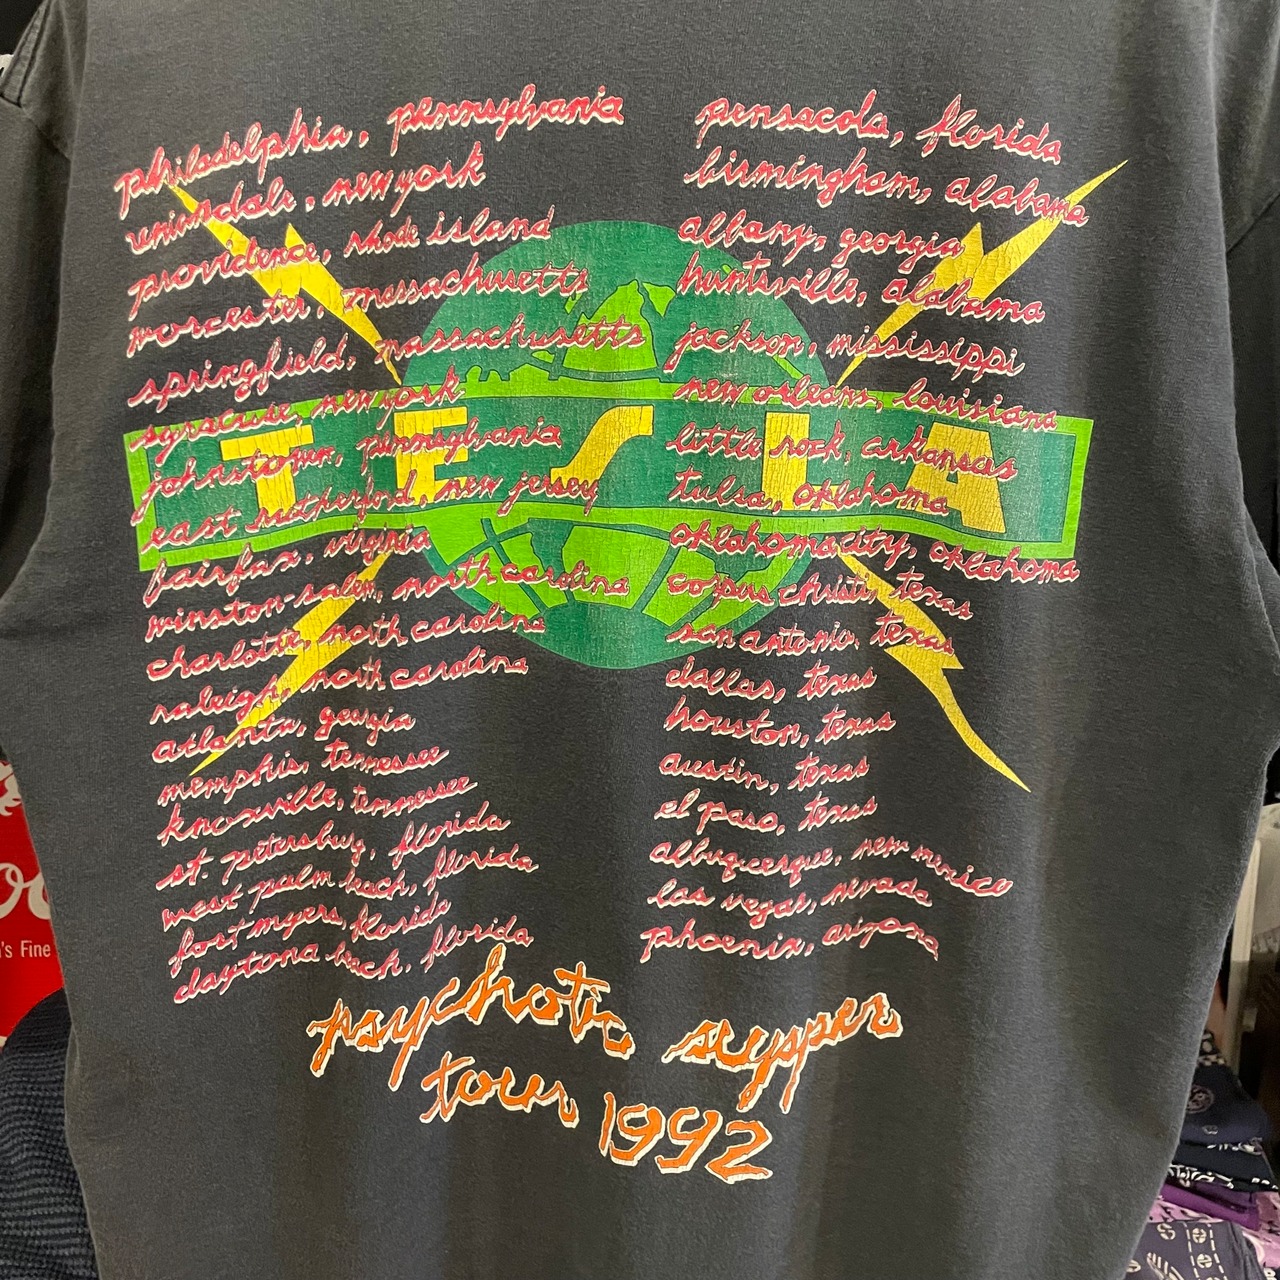 philadelphia, pennsylvania
uniondale, new york
providence, rhode island
worcester, massachusetts
springfield, massachusetts
syracuse, new york
johnstown, pennsylvania
east rutherford, new jersey
fairfax, virginia
winston-salem, north carolina
charlotte, north carolina
raleigh, north carolina
atlanta, georgia
memphis, tennessee
knoxville, tennessee
st. petersburg, florida
west palm beach, florida
fort myers, florida
daytona beach, florida
pensacola, florida
birmingham, alabama
albany, georgia
huntsville, alabama
jackson, mississippi
new orleans, louisiana
little rock, arkansas
tulsa, oklahoma
oklahoma city, oklahoma
corpus christi, texas
san antonio, texas
dallas, texas
houston, texas
austin, texas
el paso, texas
albuquerque, new mexico
las vegas, nevada
phoenix, arizona
TESLA
psychotic supper
tour 1992
Fine